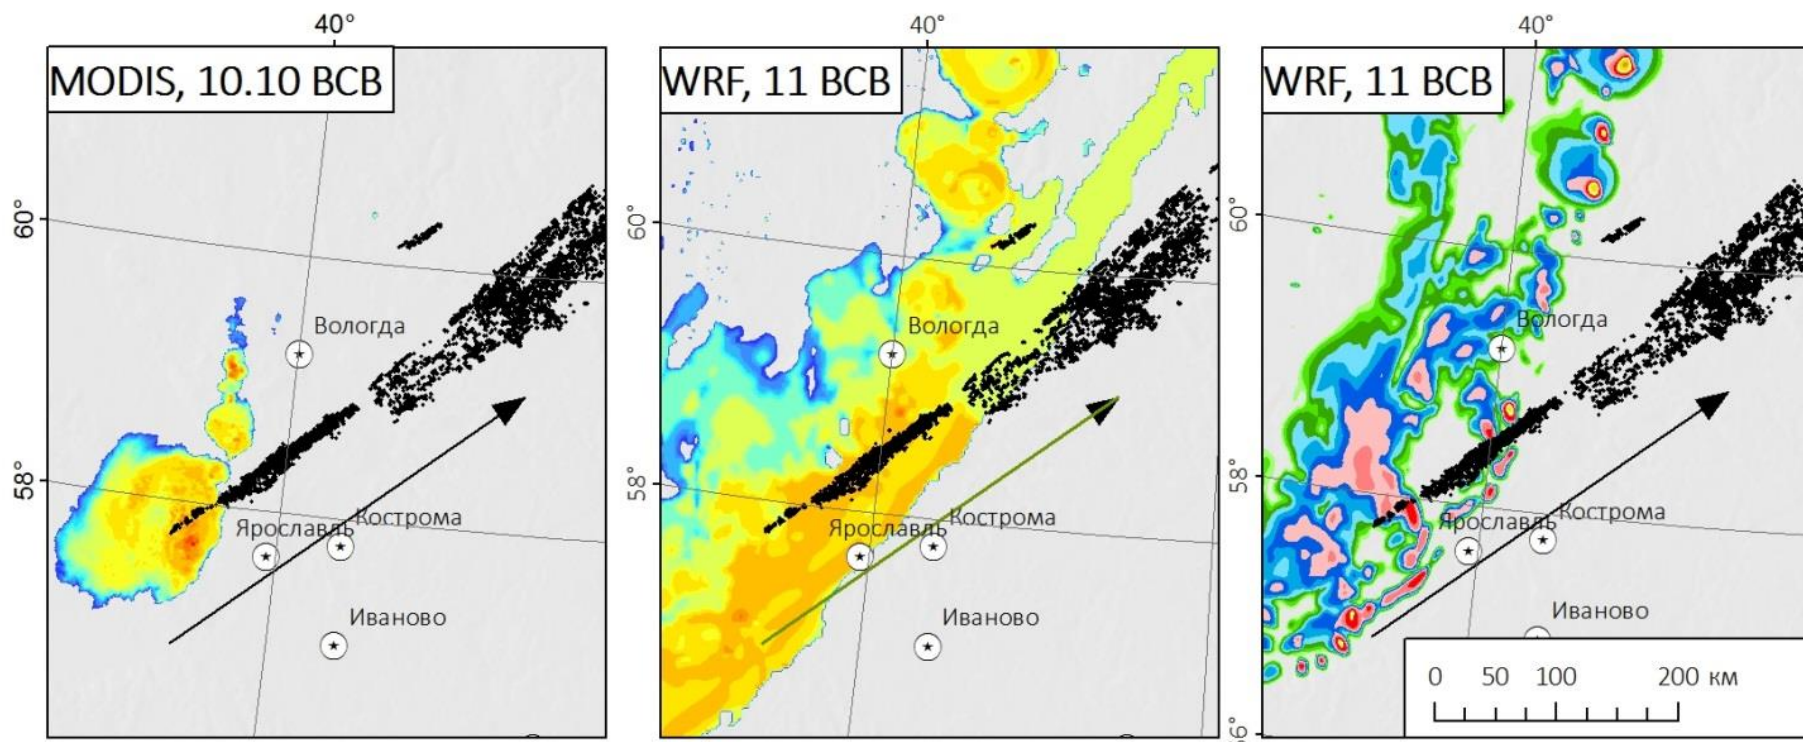 40°
40°
40°
MODIS, 10.10 ВСВ
WRF, 11 ВСВ
WRF, 11 ВСВ
60°
60°
60°
Вологда
Вологда
Вологда
58°
58°
58°
Ярославль
Кострома
Ярославль
Кострома
Ярославль
Кострома
Иваново
Иваново
Иваново
0 50 100 200 км